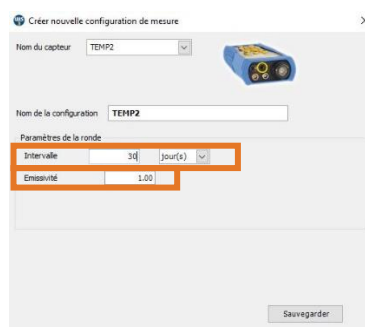 Créer nouvelle configuration de mesure
Nom du capteur TEMP2
Nom de la configuration TEMP2
Paramètres de la ronde
Intervalle 30 jour(s)
Emissivité 1.00
Sauvegarder